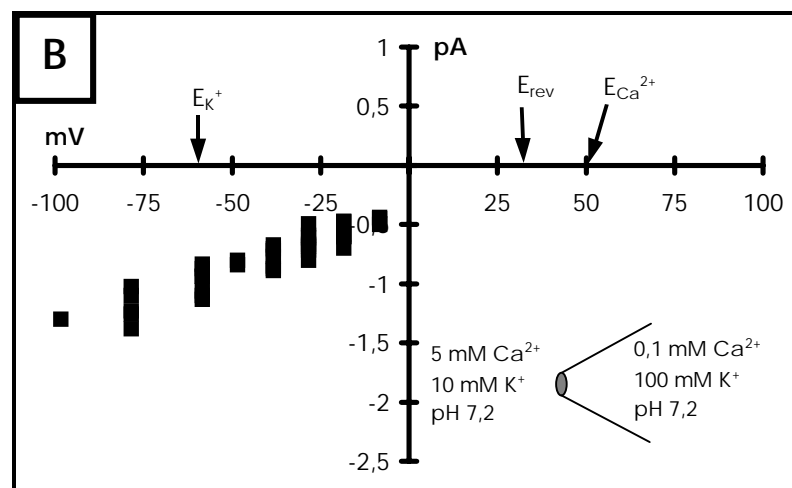 B
1
pA
0,5
E_K+
E_rev
E_Ca2+
mV
-100 -75 -50 -25 0 25 50 75 100
-0,5
-1
-1,5
-2
-2,5
5 mM Ca2+
10 mM K+
pH 7,2
0,1 mM Ca2+
100 mM K+
pH 7,2